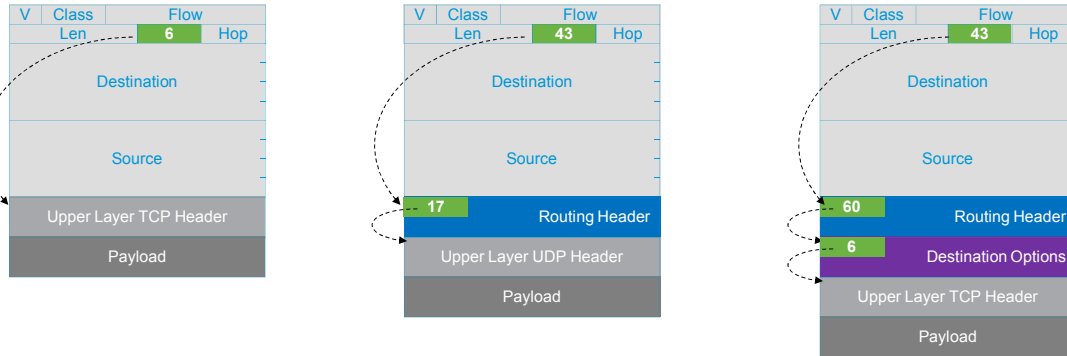 V Class Flow
Len 6 Hop
Destination
Source
Upper Layer TCP Header
Payload
V Class Flow
Len 43 Hop
Destination
Source
17 Routing Header
Upper Layer UDP Header
Payload
V Class Flow
Len 43 Hop
Destination
Source
60 Routing Header
6 Destination Options
Upper Layer TCP Header
Payload